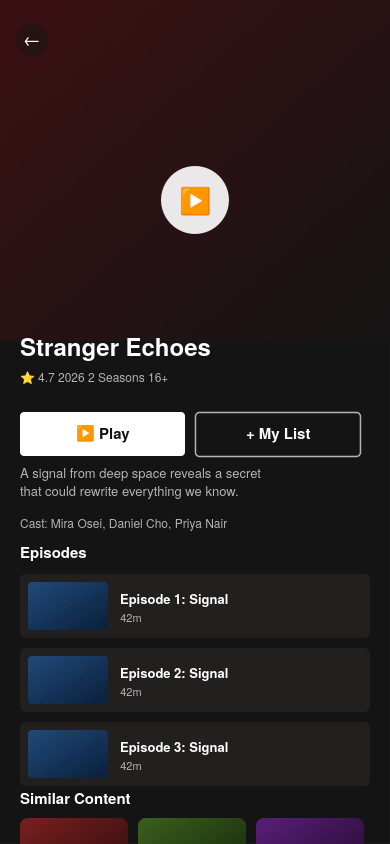 Stranger Echoes
⭐ 4.7 2026 2 Seasons 16+
▶️ Play
+ My List
A signal from deep space reveals a secret
that could rewrite everything we know.
Cast: Mira Osei, Daniel Cho, Priya Nair
Episodes
Episode 1: Signal
42m
Episode 2: Signal
42m
Episode 3: Signal
42m
Similar Content